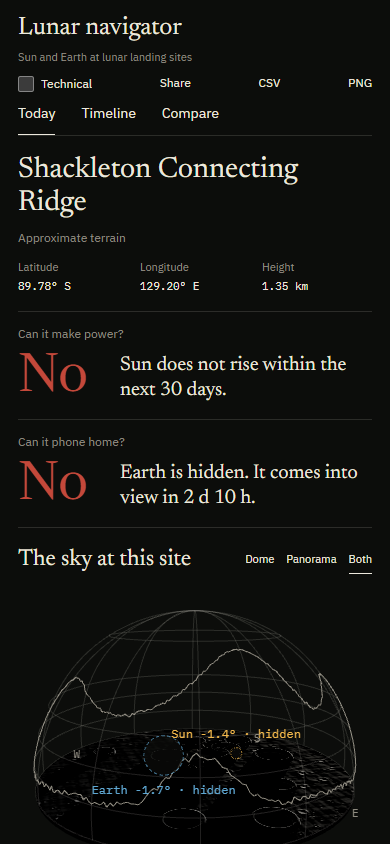 Lunar navigator
Sun and Earth at lunar landing sites
Technical Share CSV PNG
Today Timeline Compare
Shackleton Connecting
Ridge
Approximate terrain
Latitude Longitude Height
89.78° S 129.20° E 1.35 km
Can it make power?
No Sun does not rise within the
next 30 days.
Can it phone home?
No Earth is hidden. It comes into
view in 2 d 10 h.
The sky at this site Dome Panorama Both
Sun -1.4° · hidden
W
Earth -1.7° · hidden
E